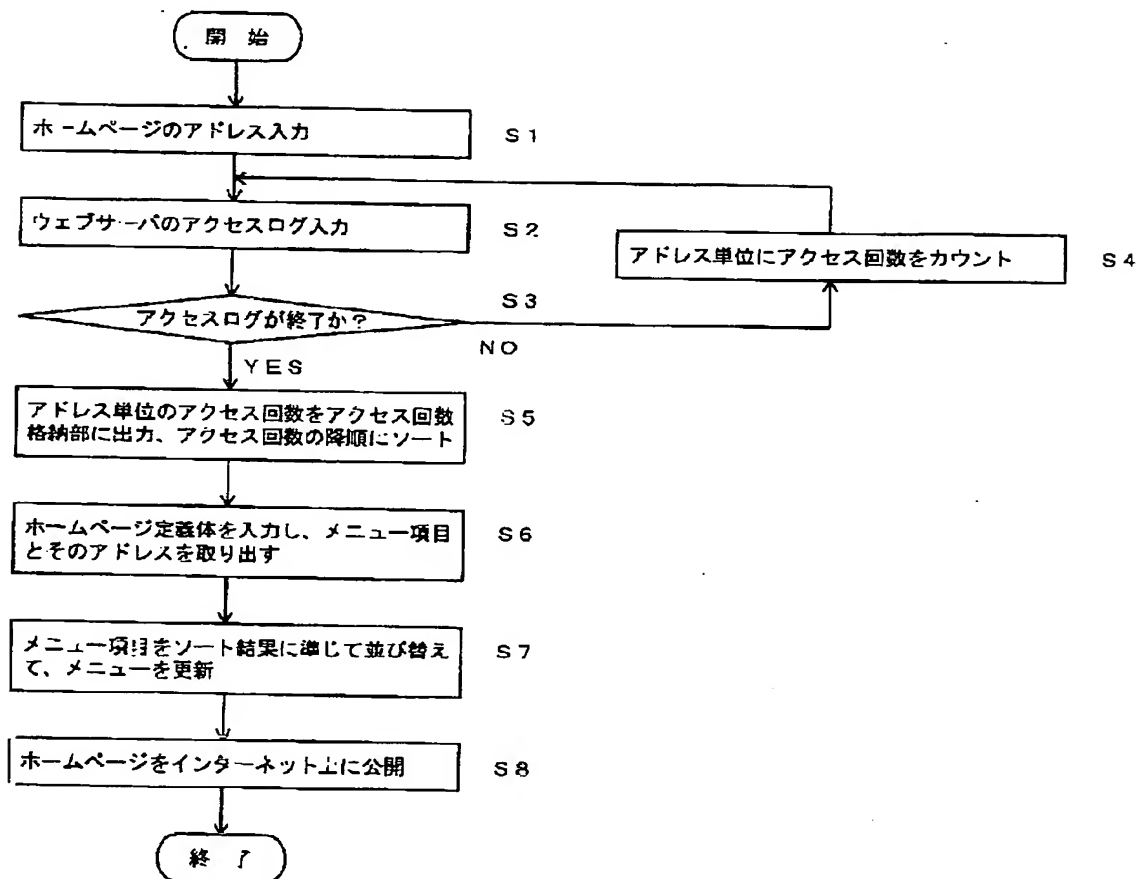 開 始
ホームページのアドレス入力
S1
ウェブサーバのアクセスログ入力
S2
アドレス単位にアクセス回数をカウント
S4
アクセスログが終了か?
S3
NO
YES
アドレス単位のアクセス回数をアクセス回数
格納部に出力、アクセス回数の降順にソート
S5
ホームページ定義体を入力し、メニュー項目
とそのアドレスを取り出す
S6
メニュー項目をソート結果に準じて並び替え
て、メニューを更新
S7
ホームページをインターネット上に公開
S8
終 了